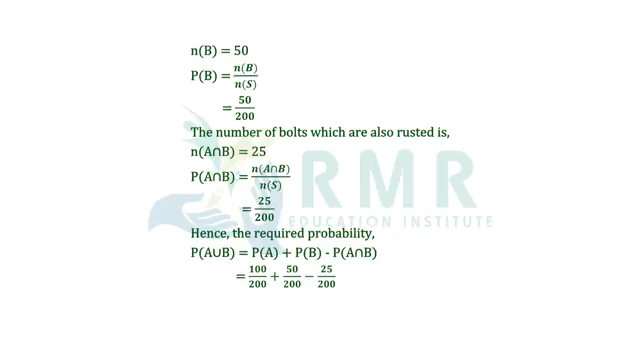 n(B) = 50
P(B) = n(B)/n(S)
= 50/200
The number of bolts which are also rusted is,
n(A∩B) = 25
P(A∩B) = n(A∩B)/n(S)
= 25/200
Hence, the required probability,
P(A∪B) = P(A) + P(B) - P(A∩B)
= 100/200 + 50/200 − 25/200
RMR
EDUCATION INSTITUTE